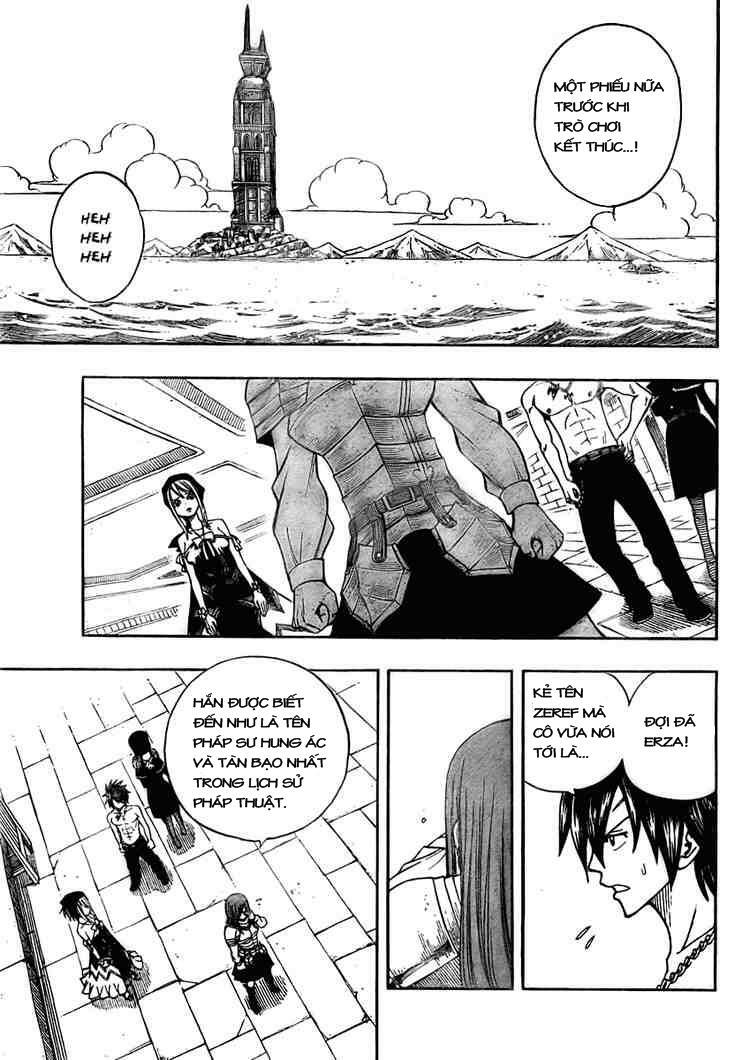 MỘT PHIẾU NỮA
TRƯỚC KHI
TRÒ CHƠI
KẾT THÚC...!
HEH
HEH
HEH
ĐỢI ĐÃ
ERZA!
KẺ TÊN
ZEREF MÀ
CÔ VỪA NÓI
TỚI LÀ...
HẮN ĐƯỢC BIẾT
ĐẾN NHƯ LÀ TÊN
PHÁP SƯ HUNG ÁC
VÀ TÀN BẠO NHẤT
TRONG LỊCH SỬ
PHÁP THUẬT.